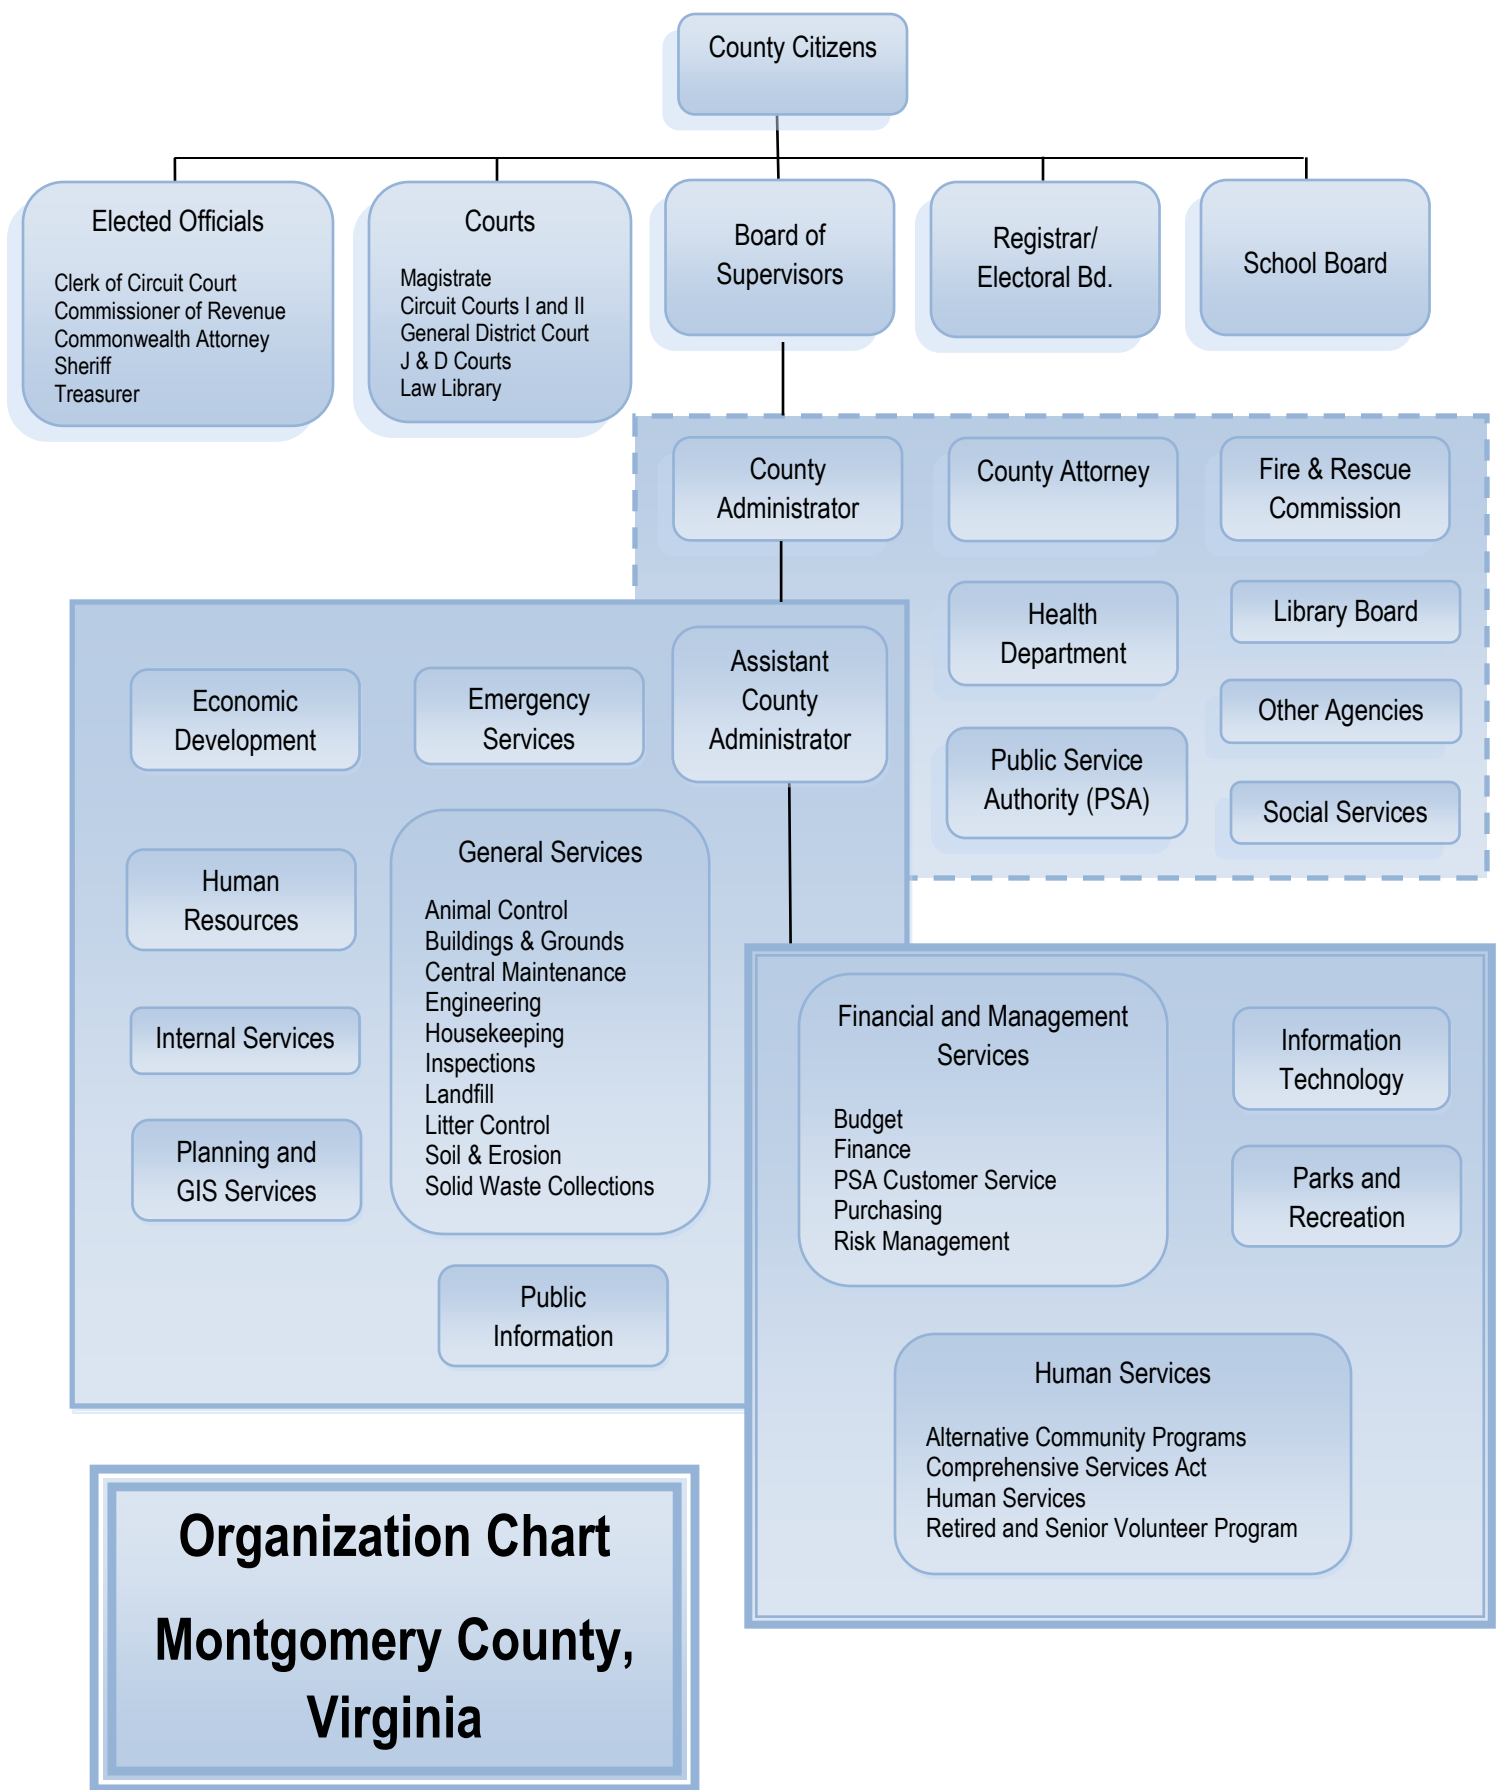 County Citizens
Elected Officials
Clerk of Circuit Court
Commissioner of Revenue
Commonwealth Attorney
Sheriff
Treasurer
Courts
Magistrate
Circuit Courts I and II
General District Court
J & D Courts
Law Library
Board of
Supervisors
Registrar/
Electoral Bd.
School Board
County
Administrator
County Attorney
Fire & Rescue
Commission
Health
Department
Library Board
Other Agencies
Public Service
Authority (PSA)
Social Services
Assistant
County
Administrator
Economic
Development
Emergency
Services
Human
Resources
General Services
Animal Control
Buildings & Grounds
Central Maintenance
Engineering
Housekeeping
Inspections
Landfill
Litter Control
Soil & Erosion
Solid Waste Collections
Internal Services
Planning and
GIS Services
Public
Information
Financial and Management
Services
Budget
Finance
PSA Customer Service
Purchasing
Risk Management
Information
Technology
Parks and
Recreation
Human Services
Alternative Community Programs
Comprehensive Services Act
Human Services
Retired and Senior Volunteer Program
Organization Chart
Montgomery County,
Virginia